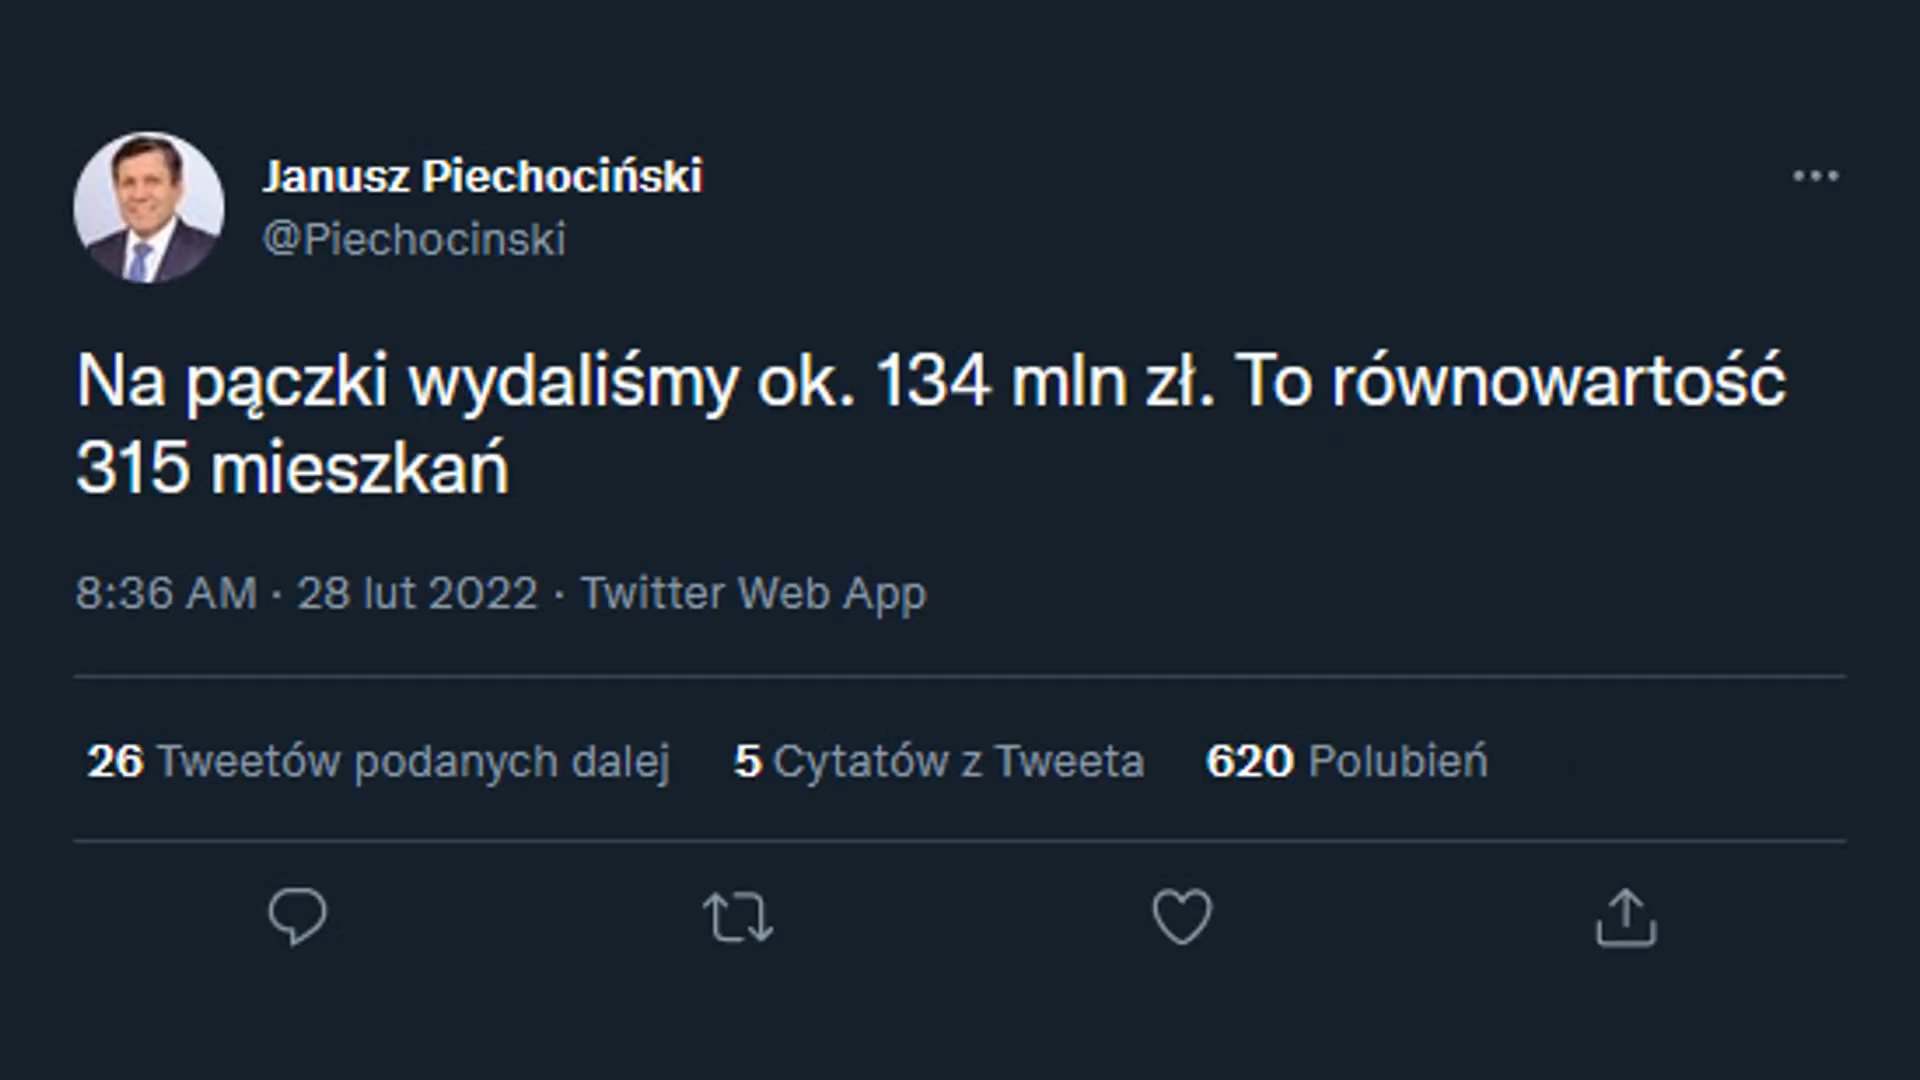 Janusz Piechociński
@Piechocinski
Na pączki wydaliśmy ok. 134 mln zł. To równowartość
315 mieszkań
8:36 AM · 28 lut 2022 · Twitter Web App
26 Tweetów podanych dalej 5 Cytatów z Tweeta 620 Polubień